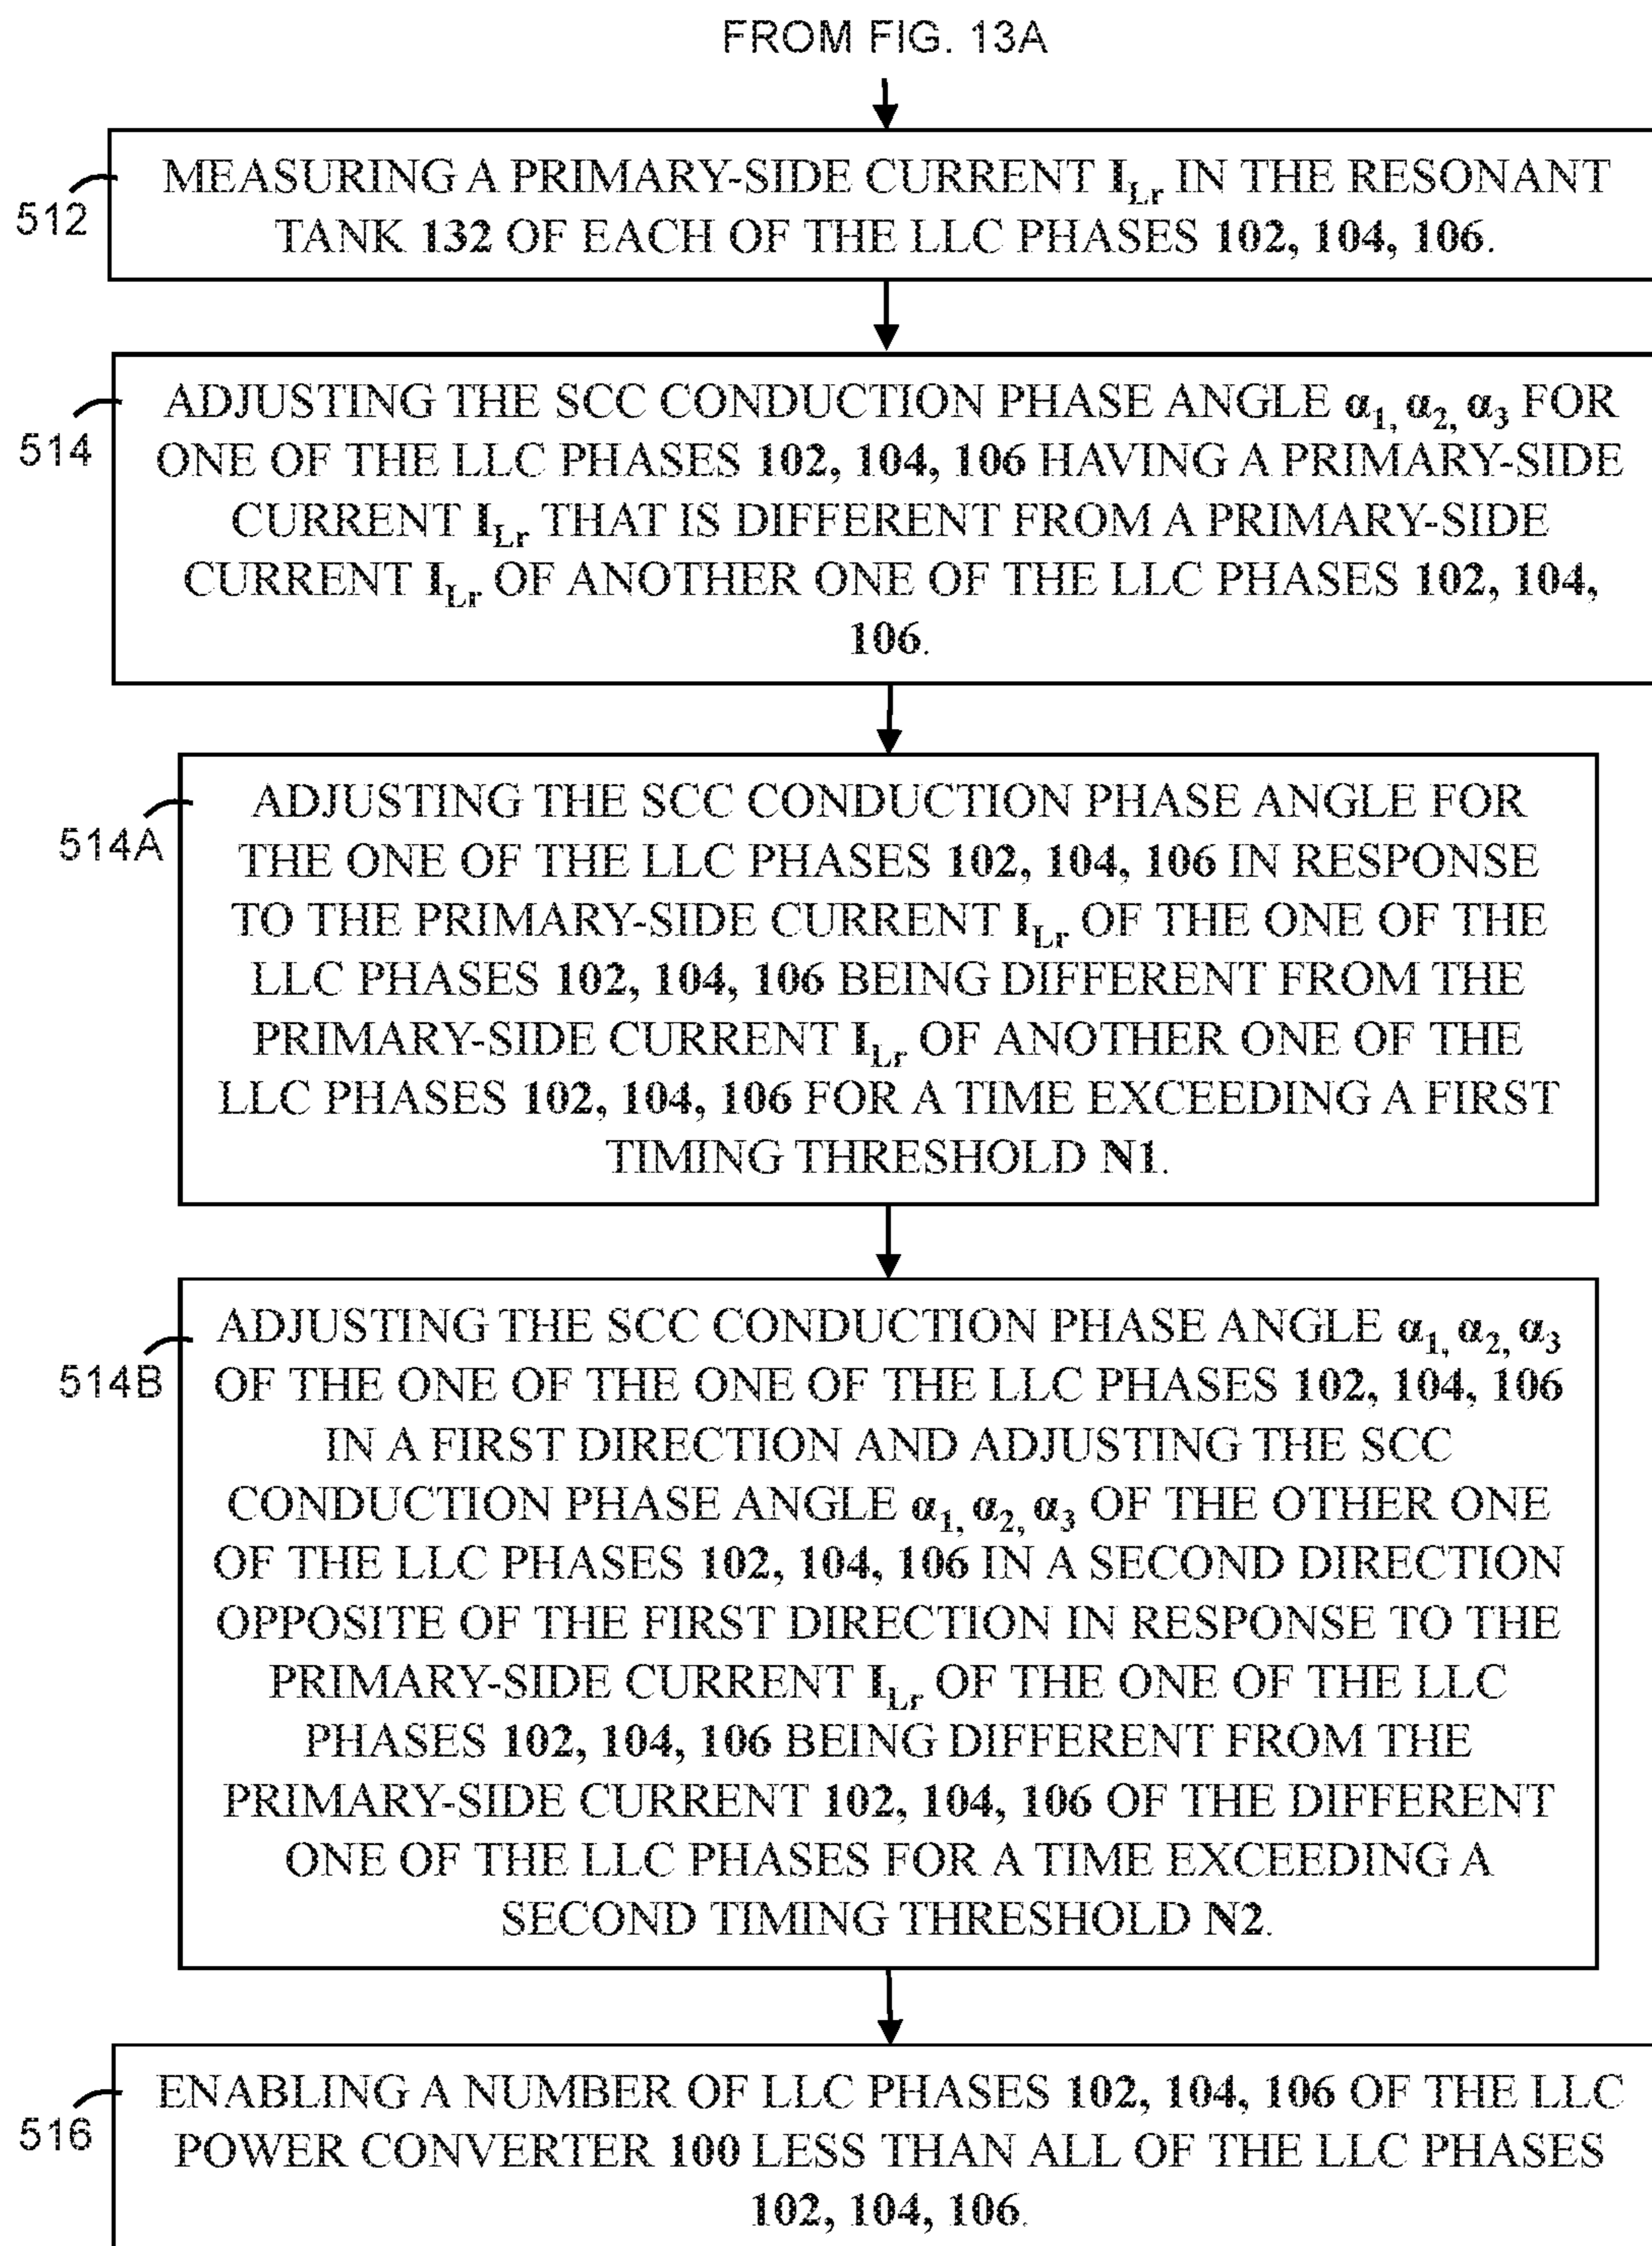 FROM FIG. 13A
512
MEASURING A PRIMARY-SIDE CURRENT I_Lr IN THE RESONANT
TANK 132 OF EACH OF THE LLC PHASES 102, 104, 106.
514
ADJUSTING THE SCC CONDUCTION PHASE ANGLE α₁, α₂, α₃ FOR
ONE OF THE LLC PHASES 102, 104, 106 HAVING A PRIMARY-SIDE
CURRENT I_Lr THAT IS DIFFERENT FROM A PRIMARY-SIDE
CURRENT I_Lr OF ANOTHER ONE OF THE LLC PHASES 102, 104,
106.
514A
ADJUSTING THE SCC CONDUCTION PHASE ANGLE FOR
THE ONE OF THE LLC PHASES 102, 104, 106 IN RESPONSE
TO THE PRIMARY-SIDE CURRENT I_Lr OF THE ONE OF THE
LLC PHASES 102, 104, 106 BEING DIFFERENT FROM THE
PRIMARY-SIDE CURRENT I_Lr OF ANOTHER ONE OF THE
LLC PHASES 102, 104, 106 FOR A TIME EXCEEDING A FIRST
TIMING THRESHOLD N1.
514B
ADJUSTING THE SCC CONDUCTION PHASE ANGLE α₁, α₂, α₃
OF THE ONE OF THE ONE OF THE LLC PHASES 102, 104, 106
IN A FIRST DIRECTION AND ADJUSTING THE SCC
CONDUCTION PHASE ANGLE α₁, α₂, α₃ OF THE OTHER ONE
OF THE LLC PHASES 102, 104, 106 IN A SECOND DIRECTION
OPPOSITE OF THE FIRST DIRECTION IN RESPONSE TO THE
PRIMARY-SIDE CURRENT I_Lr OF THE ONE OF THE LLC
PHASES 102, 104, 106 BEING DIFFERENT FROM THE
PRIMARY-SIDE CURRENT 102, 104, 106 OF THE DIFFERENT
ONE OF THE LLC PHASES FOR A TIME EXCEEDING A
SECOND TIMING THRESHOLD N2.
516
ENABLING A NUMBER OF LLC PHASES 102, 104, 106 OF THE LLC
POWER CONVERTER 100 LESS THAN ALL OF THE LLC PHASES
102, 104, 106.